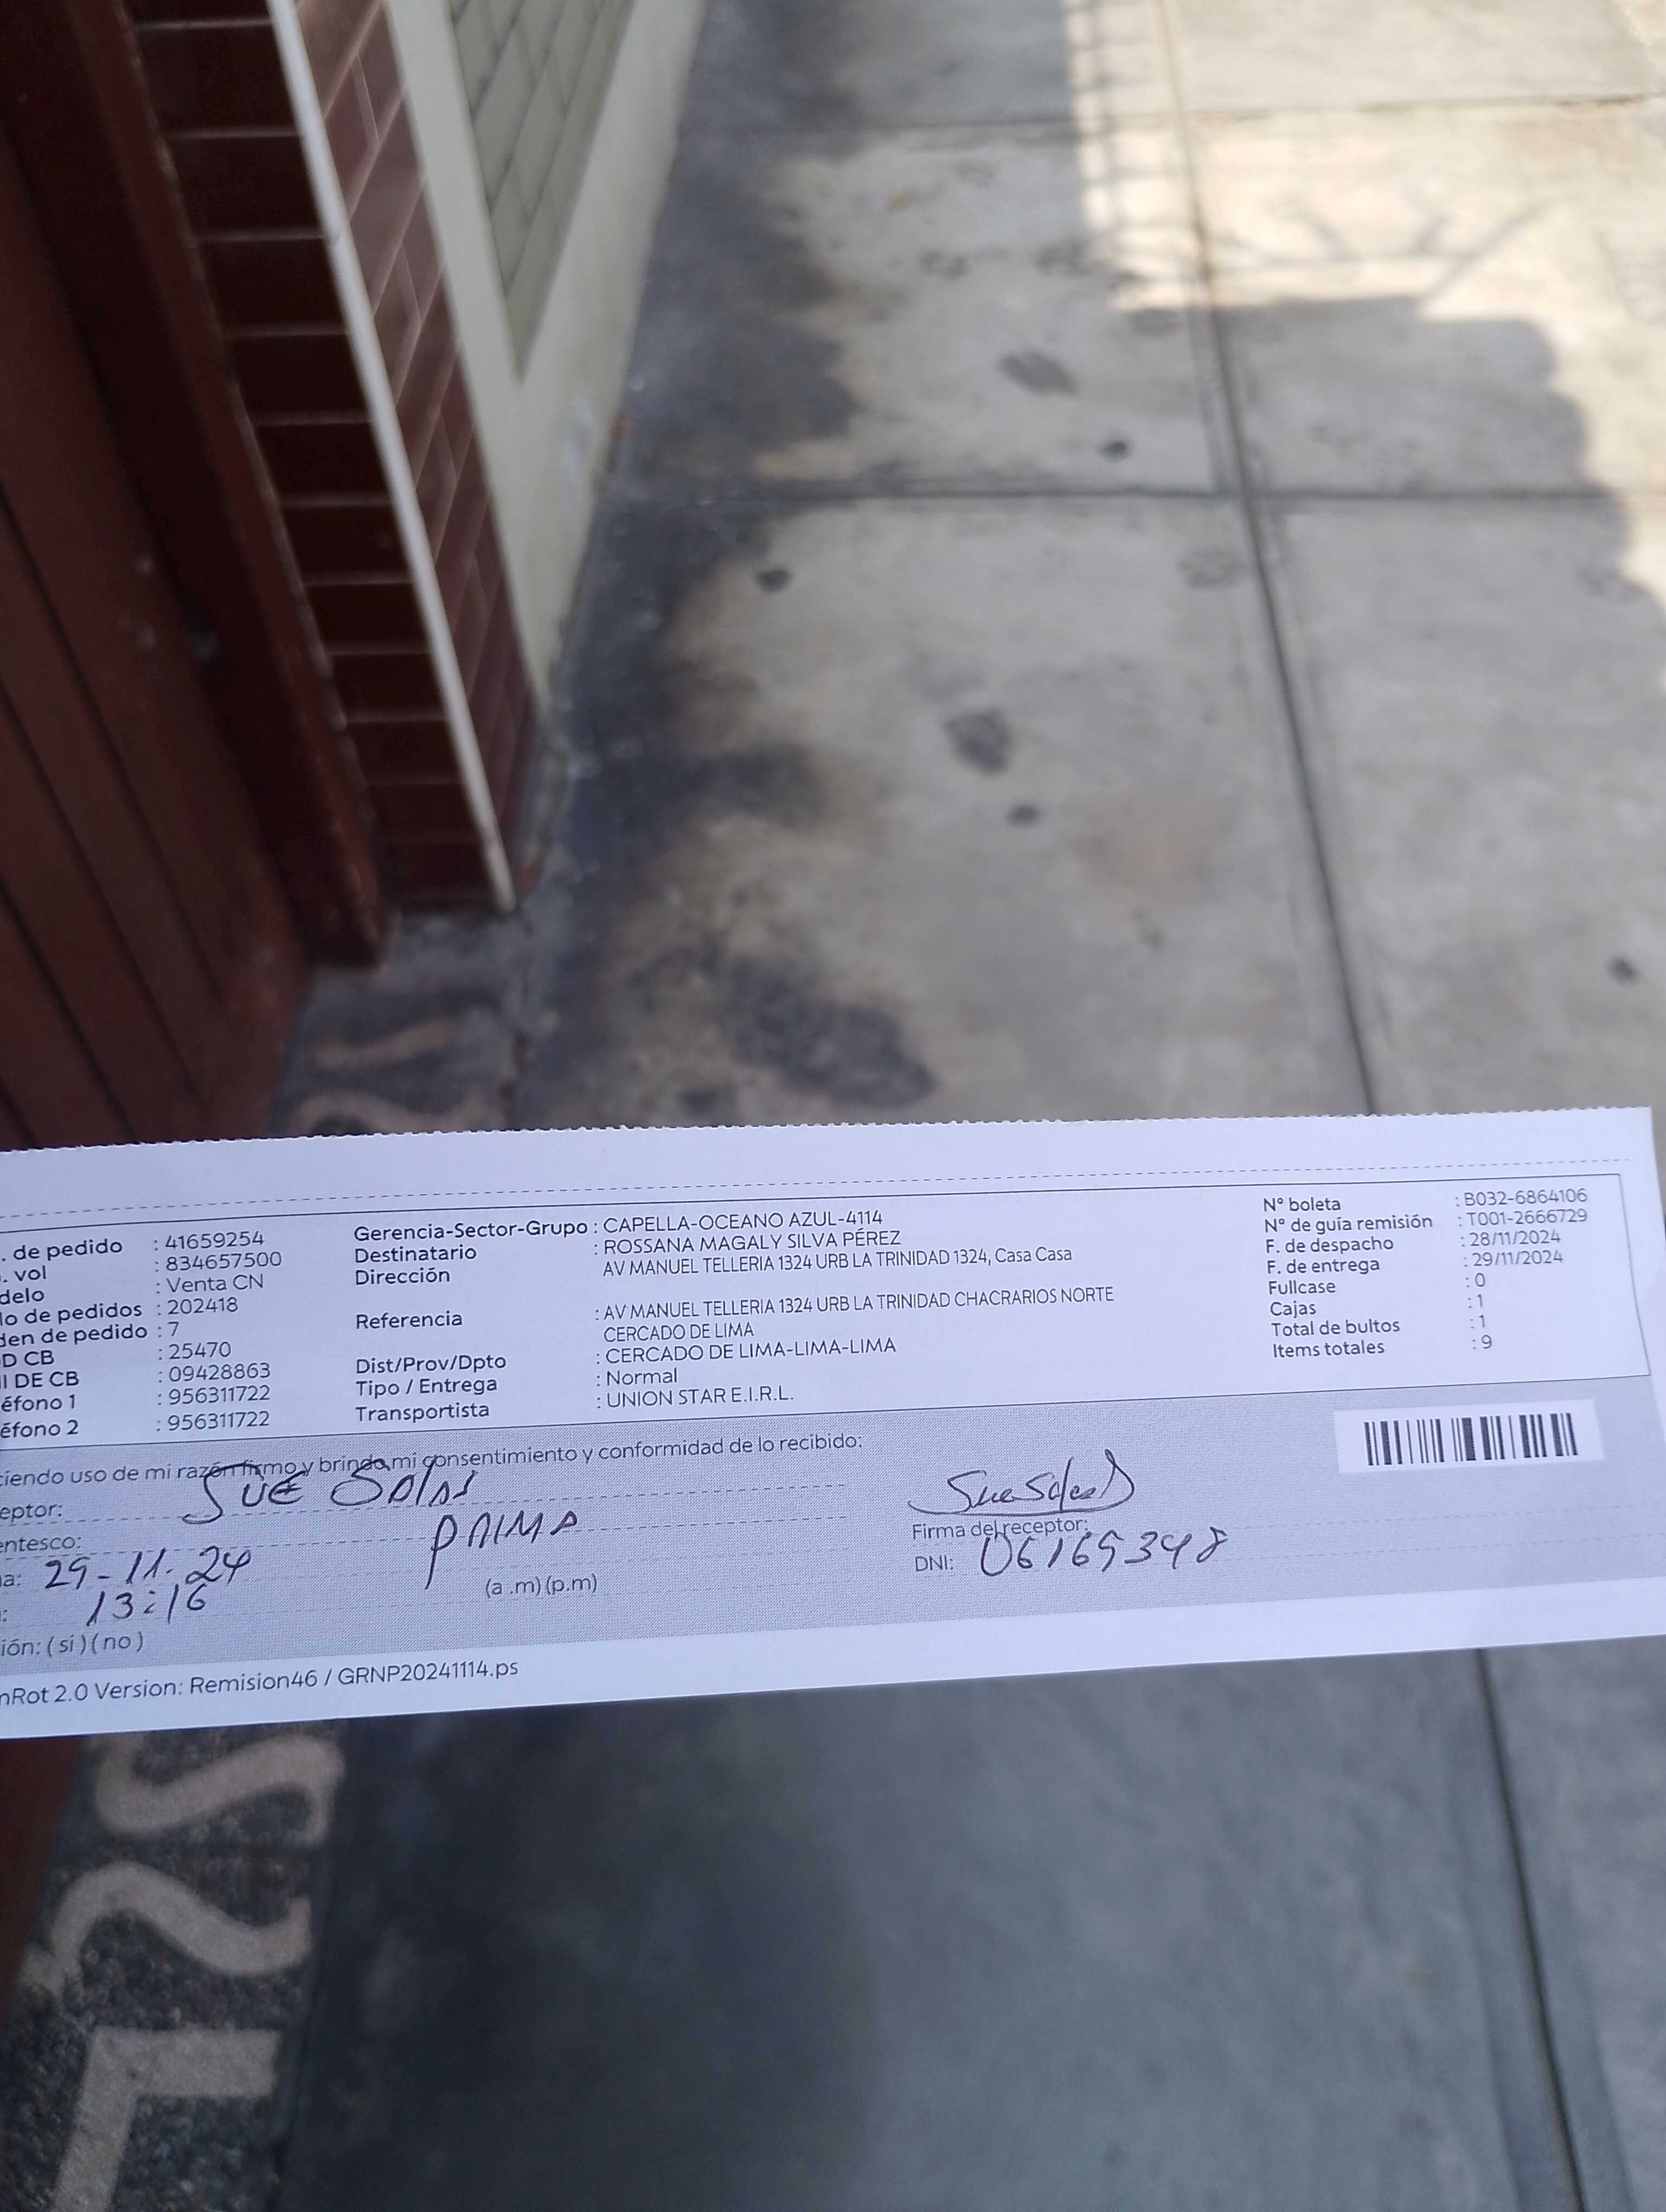 . de pedido : 41659254
. vol : 834657500
delo : Venta CN
lo de pedidos : 202418
den de pedido : 7
D CB : 25470
I DE CB : 09428863
éfono 1 : 956311722
éfono 2 : 956311722
Gerencia-Sector-Grupo : CAPELLA-OCEANO AZUL-4114
Destinatario : ROSSANA MAGALY SILVA PÉREZ
Dirección AV MANUEL TELLERIA 1324 URB LA TRINIDAD 1324, Casa Casa
Referencia : AV MANUEL TELLERIA 1324 URB LA TRINIDAD CHACRARIOS NORTE
CERCADO DE LIMA
Dist/Prov/Dpto : CERCADO DE LIMA-LIMA-LIMA
Tipo / Entrega : Normal
Transportista : UNION STAR E.I.R.L.
Nº boleta : B032-6864106
Nº de guía remisión : T001-2666729
F. de despacho : 28/11/2024
F. de entrega : 29/11/2024
Fullcase : 0
Cajas : 1
Total de bultos : 1
Items totales : 9
ciendo uso de mi razón firmo y brindo mi consentimiento y conformidad de lo recibido:
eptor: SUE SOlAS
entesco: PRIMA
a: 29-11-24
: 13:16 (a .m) (p.m)
ión: ( sí ) ( no )
Firma del receptor:
DNI: 06165348
nRot 2.0 Version: Remision46 / GRNP20241114.ps